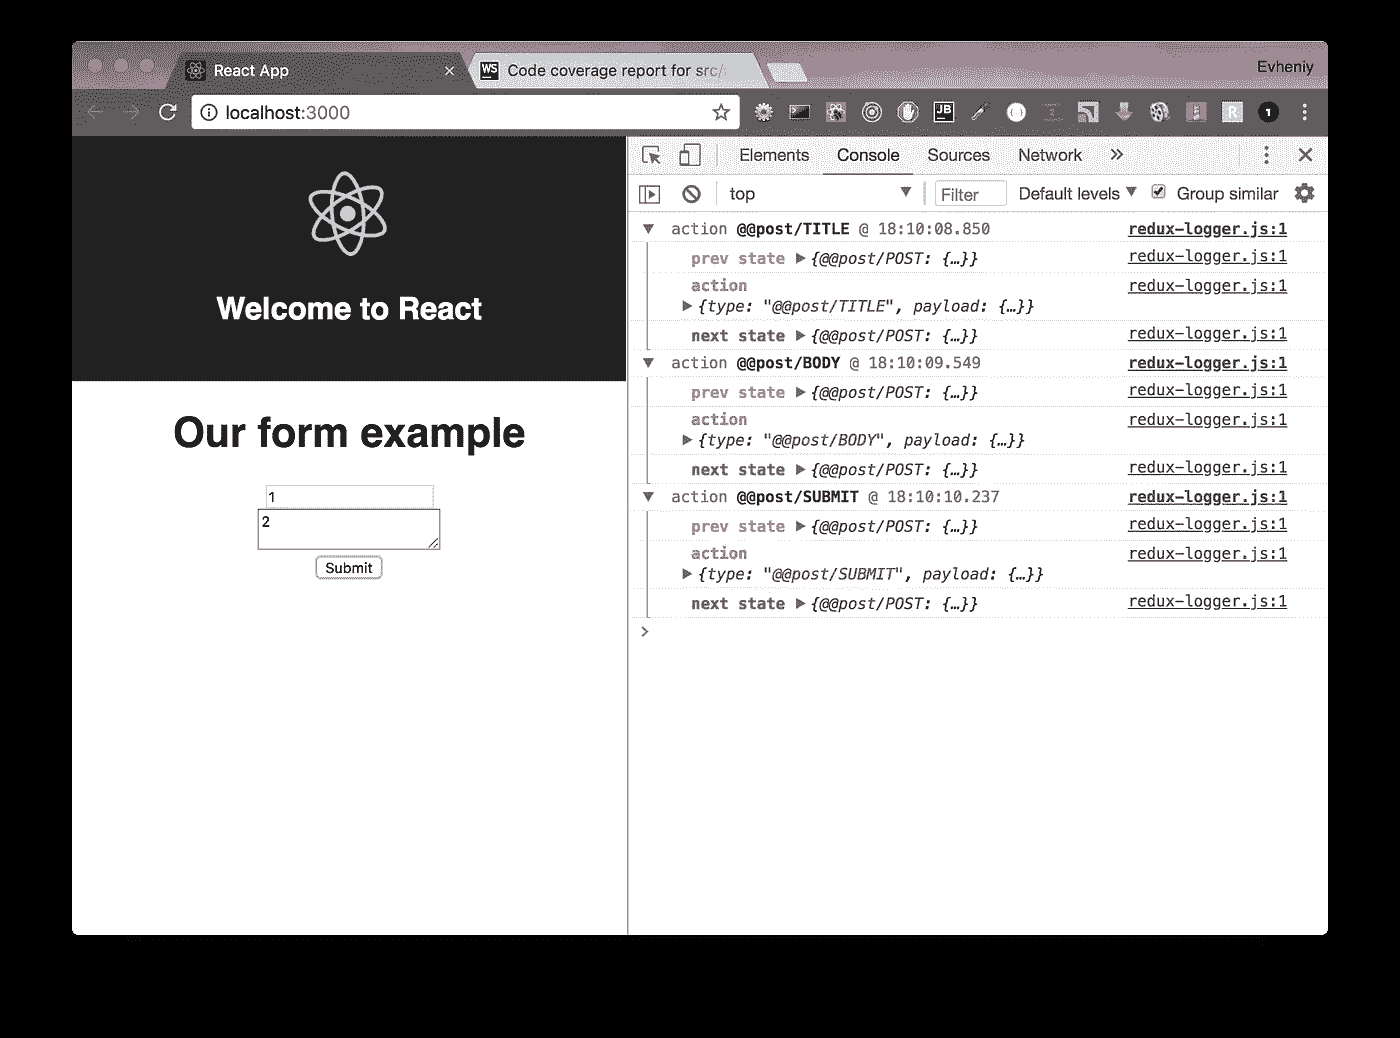 React App
WS Code coverage report for src/
Evheniy
localhost:3000
JB
R
1
Elements Console Sources Network
top Filter Default levels Group similar
Welcome to React
Our form example
1
2
Submit
action @@post/TITLE @ 18:10:08.850 redux-logger.js:1
prev state {@@post/POST: {…}} redux-logger.js:1
action redux-logger.js:1
{type: "@@post/TITLE", payload: {…}}
next state {@@post/POST: {…}} redux-logger.js:1
action @@post/BODY @ 18:10:09.549 redux-logger.js:1
prev state {@@post/POST: {…}} redux-logger.js:1
action redux-logger.js:1
{type: "@@post/BODY", payload: {…}}
next state {@@post/POST: {…}} redux-logger.js:1
action @@post/SUBMIT @ 18:10:10.237 redux-logger.js:1
prev state {@@post/POST: {…}} redux-logger.js:1
action redux-logger.js:1
{type: "@@post/SUBMIT", payload: {…}}
next state {@@post/POST: {…}} redux-logger.js:1